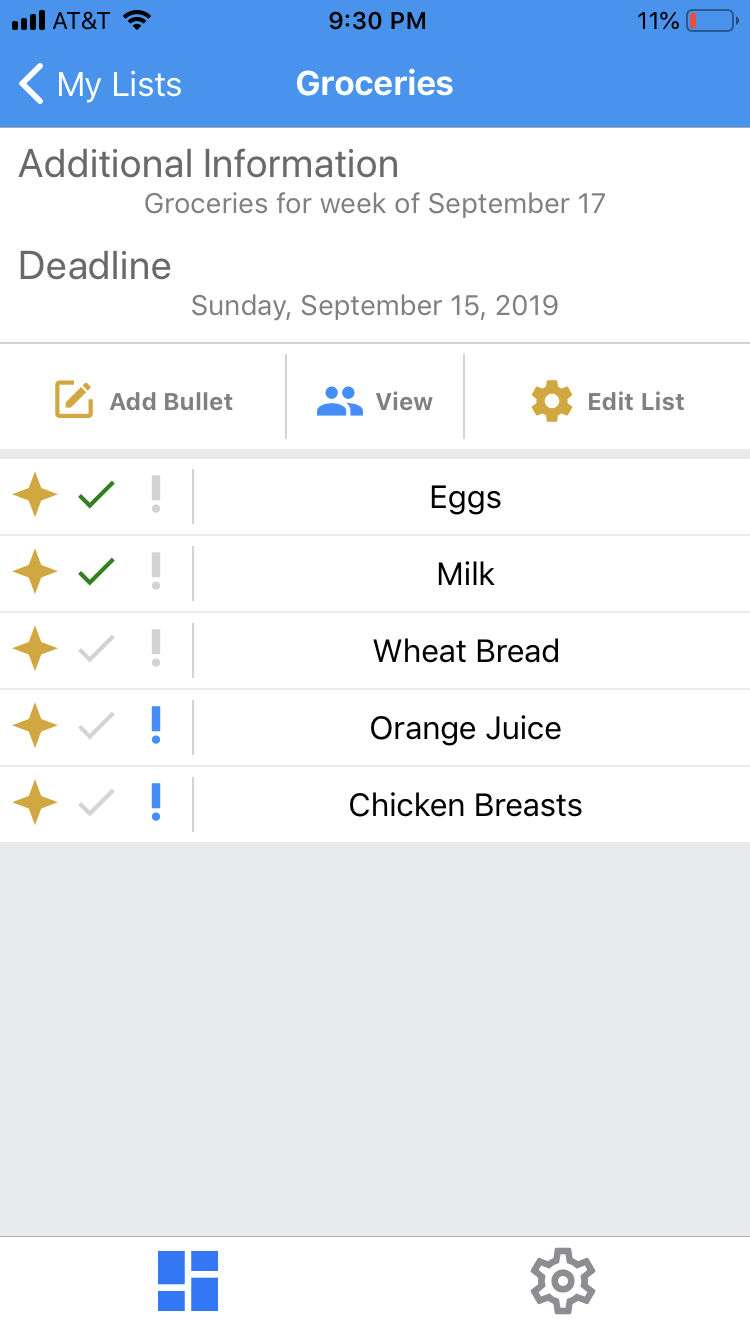 AT&T 9:30 PM 11%
My Lists Groceries
Additional Information
Groceries for week of September 17
Deadline
Sunday, September 15, 2019
Add Bullet View Edit List
Eggs
Milk
Wheat Bread
Orange Juice
Chicken Breasts